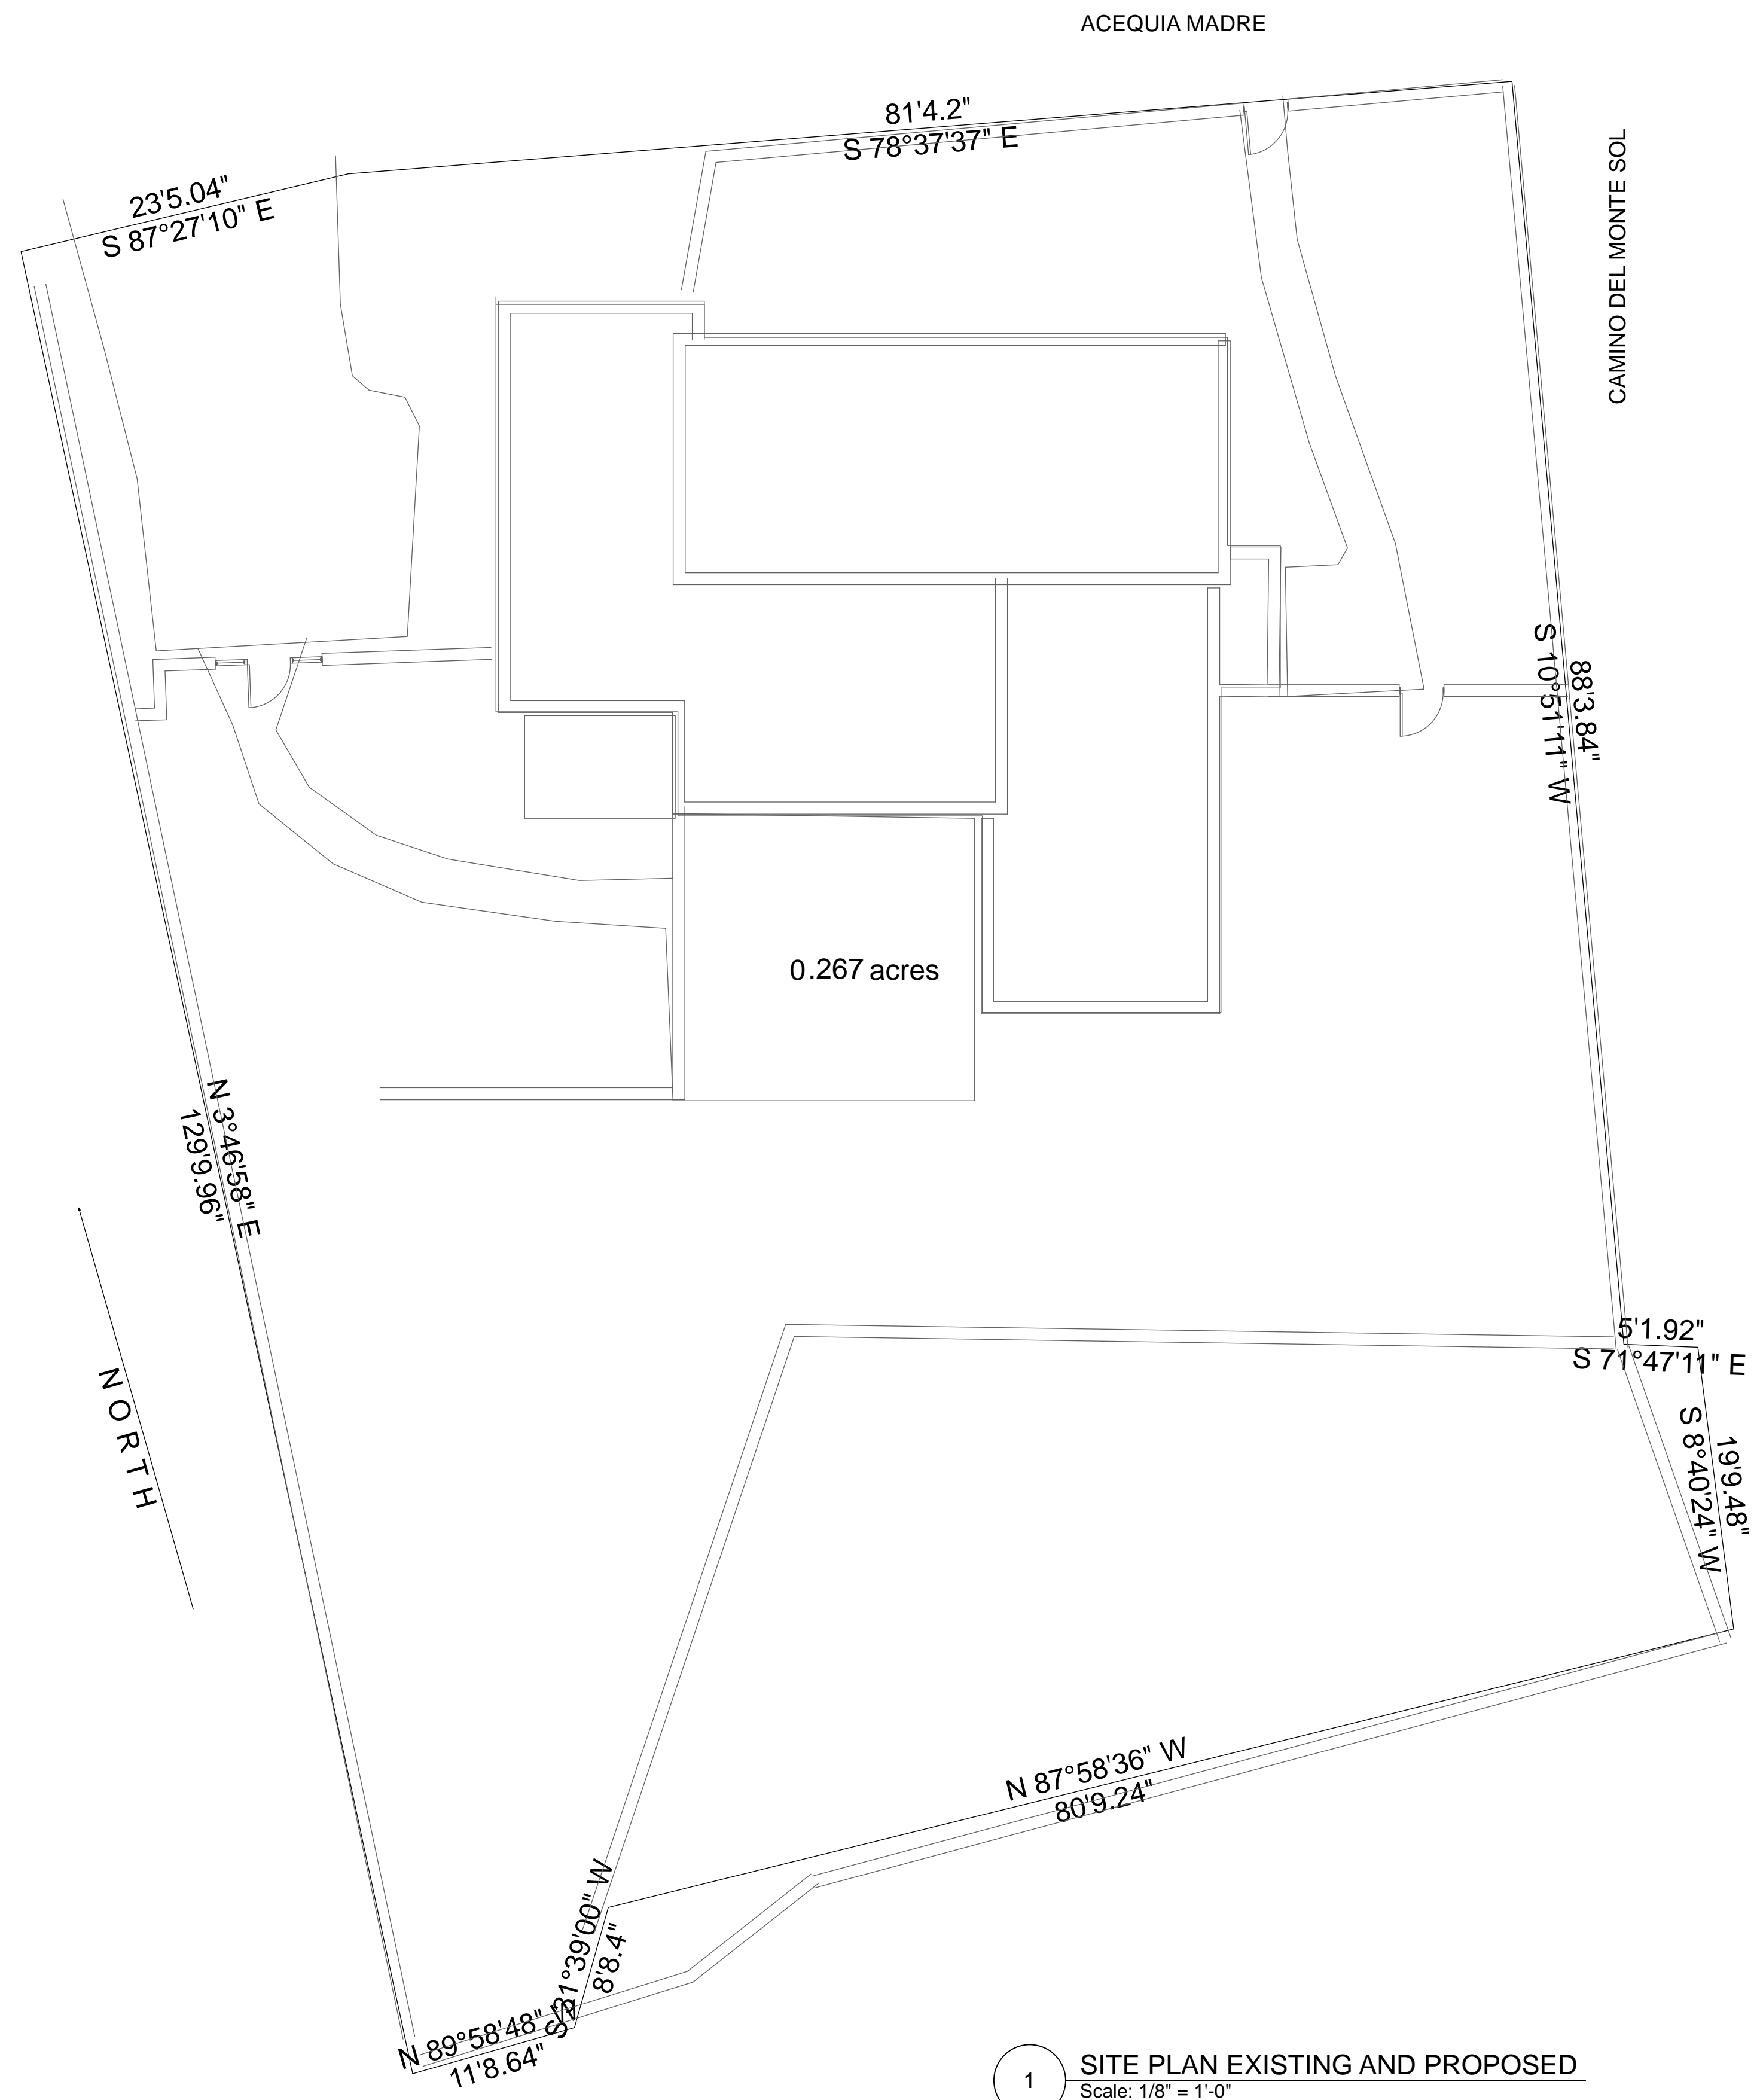 ACEQUIA MADRE
81'4.2"
S 78°37'37" E
CAMINO DEL MONTE SOL
23'5.04"
S 87°27'10" E
88'3.84"
S 10°51'11" W
0.267 acres
N 3°46'58" E
129'9.96"
NORTH
5'1.92"
S 71°47'11" E
19'9.48"
S 8°40'24" W
N 87°58'36" W
80'9.24"
8'8.4"
N 89°58'48" W
11'8.64"
1
SITE PLAN EXISTING AND PROPOSED
Scale: 1/8" = 1'-0"